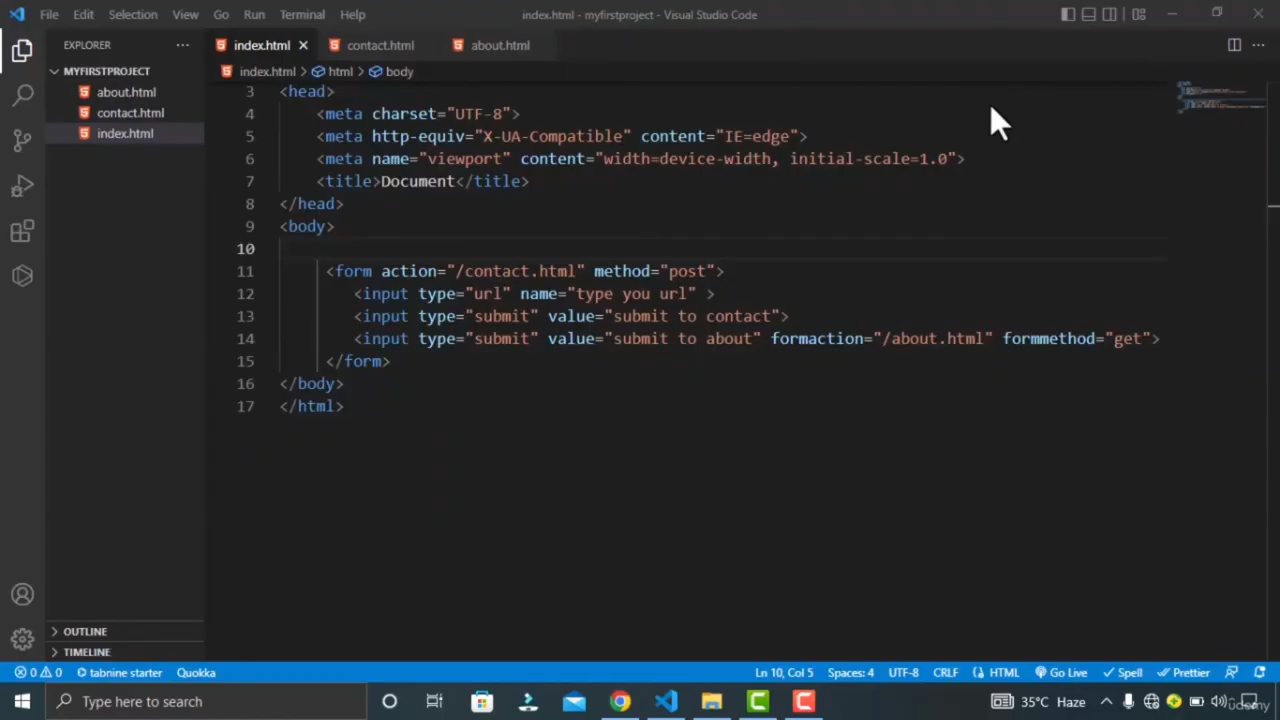 File Edit Selection View Go Run Terminal Help index.html - myfirstproject - Visual Studio Code
EXPLORER
MYFIRSTPROJECT
about.html
contact.html
index.html
OUTLINE
TIMELINE
index.html contact.html about.html
index.html > html > body
3 <head>
4 <meta charset="UTF-8">
5 <meta http-equiv="X-UA-Compatible" content="IE=edge">
6 <meta name="viewport" content="width=device-width, initial-scale=1.0">
7 <title>Document</title>
8 </head>
9 <body>
10
11 <form action="/contact.html" method="post">
12 <input type="url" name="type you url" >
13 <input type="submit" value="submit to contact">
14 <input type="submit" value="submit to about" formaction="/about.html" formmethod="get">
15 </form>
16 </body>
17 </html>
0 0 tabnine starter Quokka Ln 10, Col 5 Spaces: 4 UTF-8 CRLF HTML Go Live Spell Prettier
Type here to search 35°C Haze
ûdemy